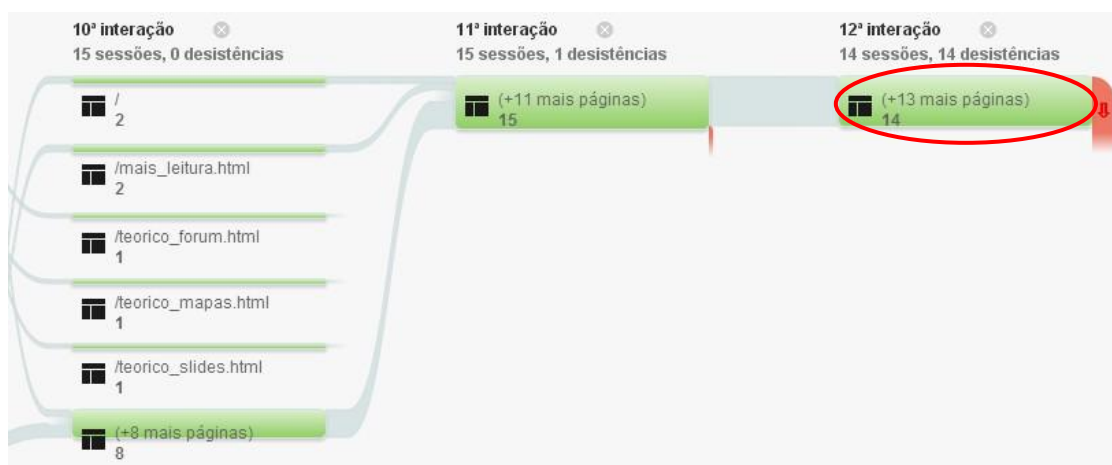 10ª interação
15 sessões, 0 desistências
/
2
/mais_leitura.html
2
/teorico_forum.html
1
/teorico_mapas.html
1
/teorico_slides.html
1
(+8 mais páginas)
8
11ª interação
15 sessões, 1 desistências
(+11 mais páginas)
15
12ª interação
14 sessões, 14 desistências
(+13 mais páginas)
14